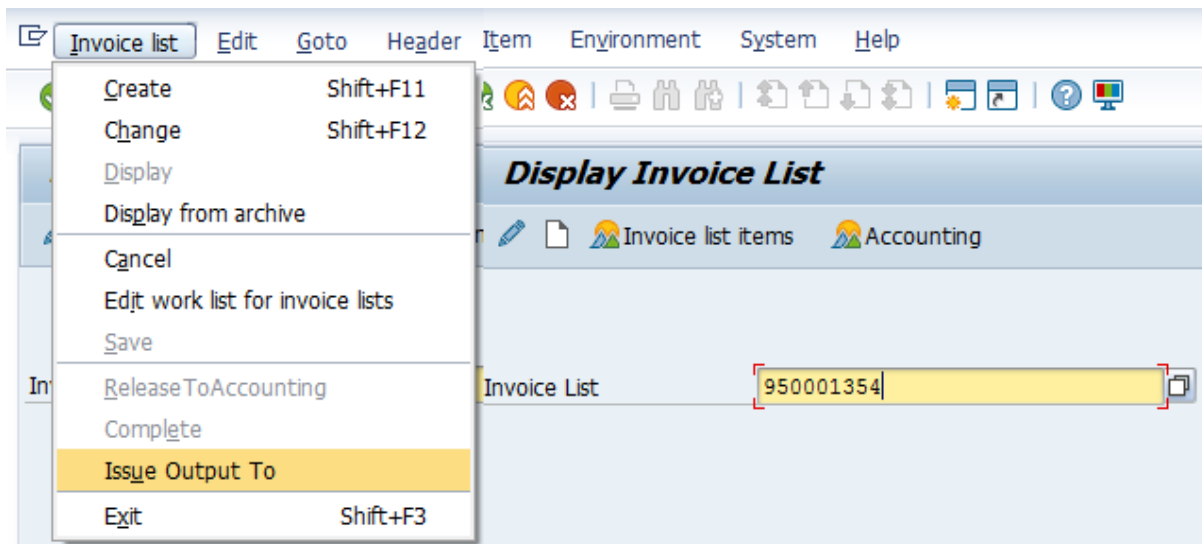 Invoice list Edit Goto Header Item Environment System Help
Create Shift+F11
Change Shift+F12
Display
Display from archive
Cancel
Edit work list for invoice lists
Save
ReleaseToAccounting
Complete
Issue Output To
Exit Shift+F3
Display Invoice List
Invoice list items Accounting
Invoice List 950001354